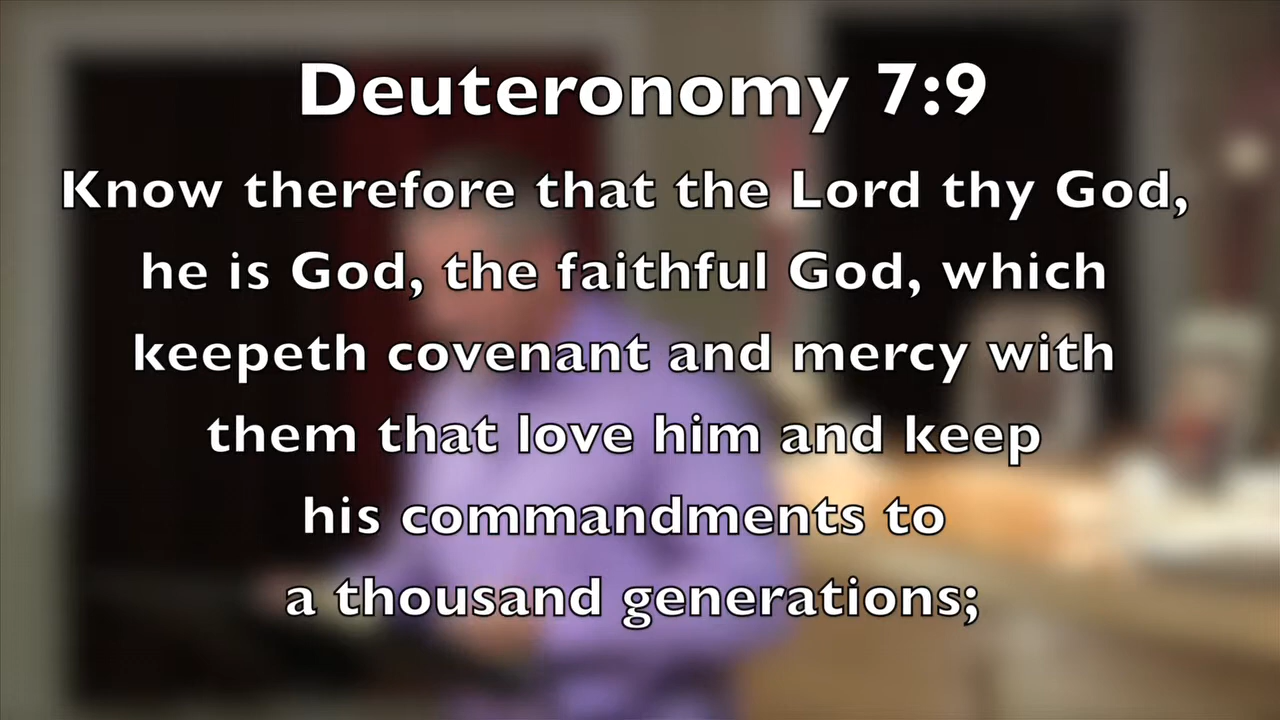 Deuteronomy 7:9
Know therefore that the Lord thy God,
he is God, the faithful God, which
keepeth covenant and mercy with
them that love him and keep
his commandments to
a thousand generations;